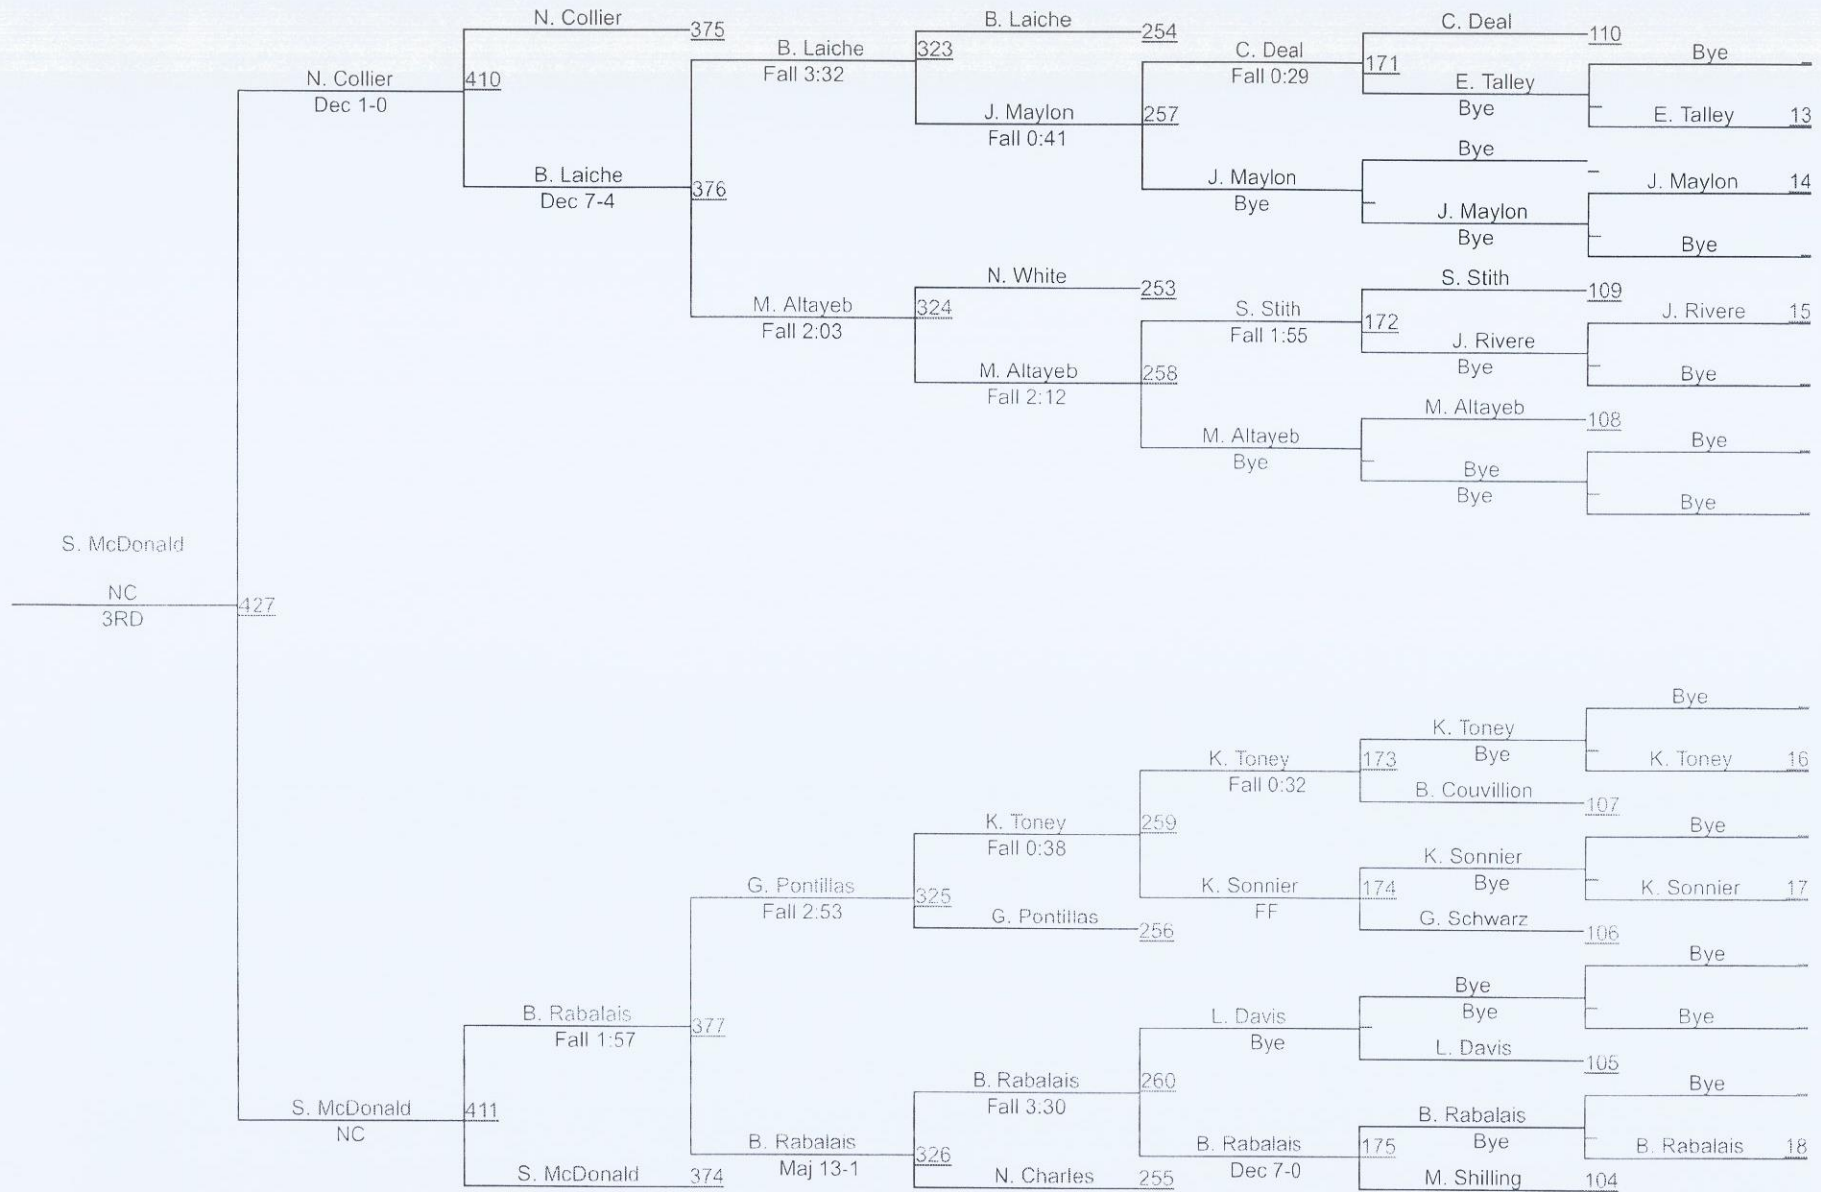 N. Collier
375
B. Laiche
254
C. Deal
110
B. Laiche
323
Fall 3:32
C. Deal
171
Fall 0:29
Bye
N. Collier
410
Dec 1-0
E. Talley
Bye
J. Maylon
257
Fall 0:41
E. Talley 13
Bye
B. Laiche
376
Dec 7-4
J. Maylon
Bye
J. Maylon 14
J. Maylon
Bye
Bye
N. White
253
S. Stith
109
M. Altayeb
324
Fall 2:03
S. Stith
172
Fall 1:55
J. Rivere 15
J. Rivere
Bye
M. Altayeb
258
Fall 2:12
Bye
M. Altayeb
108
M. Altayeb
Bye
Bye
Bye
Bye
Bye
S. McDonald
NC
427
3RD
Bye
K. Toney
Bye
K. Toney
173
Fall 0:32
K. Toney 16
B. Couvillion
107
K. Toney
259
Fall 0:38
Bye
K. Sonnier
Bye
G. Pontillas
325
Fall 2:53
K. Sonnier
174
FF
K. Sonnier 17
G. Pontillas
256
G. Schwarz
106
Bye
Bye
Bye
B. Rabalais
377
Fall 1:57
L. Davis
Bye
Bye
L. Davis
105
B. Rabalais
260
Fall 3:30
Bye
S. McDonald
411
NC
B. Rabalais
Bye
B. Rabalais
326
Maj 13-1
B. Rabalais
175
Dec 7-0
B. Rabalais 18
S. McDonald
374
N. Charles
255
M. Shilling
104